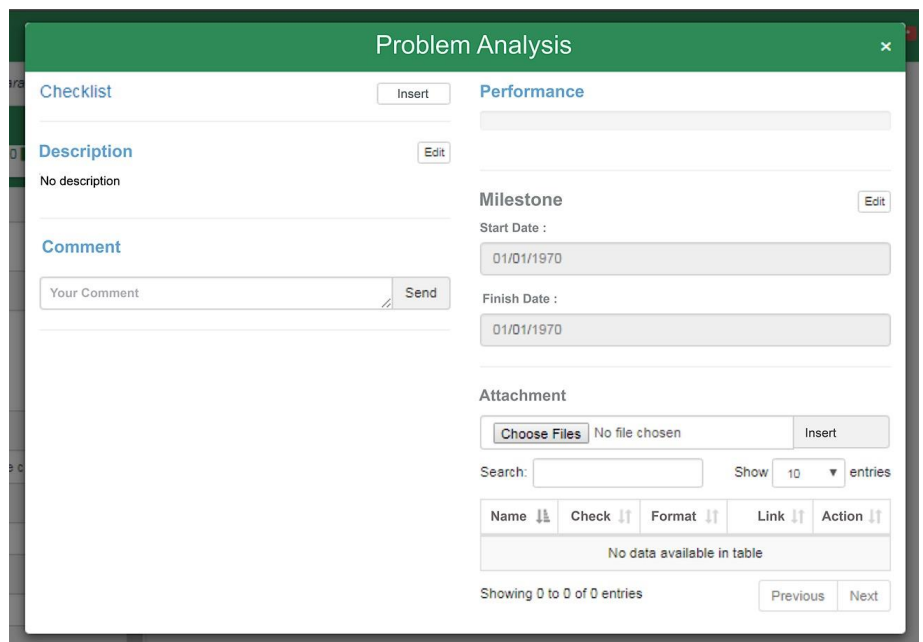 Problem Analysis ×
Checklist
Insert
Description
Edit
No description
Comment
Your Comment
Send
Performance
Milestone
Edit
Start Date :
01/01/1970
Finish Date :
01/01/1970
Attachment
Choose Files No file chosen
Insert
Search: Show 10 entries
Name Check Format Link Action
No data available in table
Showing 0 to 0 of 0 entries
Previous Next